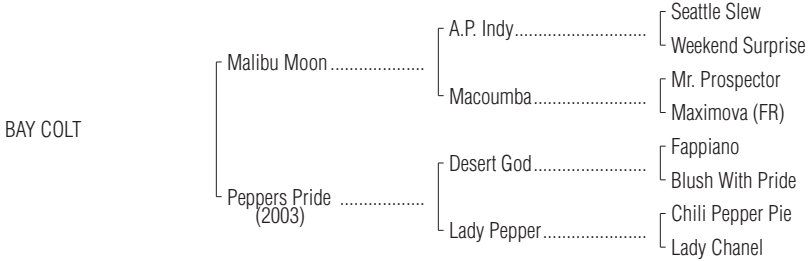 Seattle Slew
A.P. Indy..........................
Weekend Surprise
Malibu Moon .....................
Mr. Prospector
Macoumba.........................
Maximova (FR)
BAY COLT
Fappiano
Desert God..........................
Blush With Pride
Peppers Pride ...................
(2003)
Chili Pepper Pie
Lady Pepper.......................
Lady Chanel